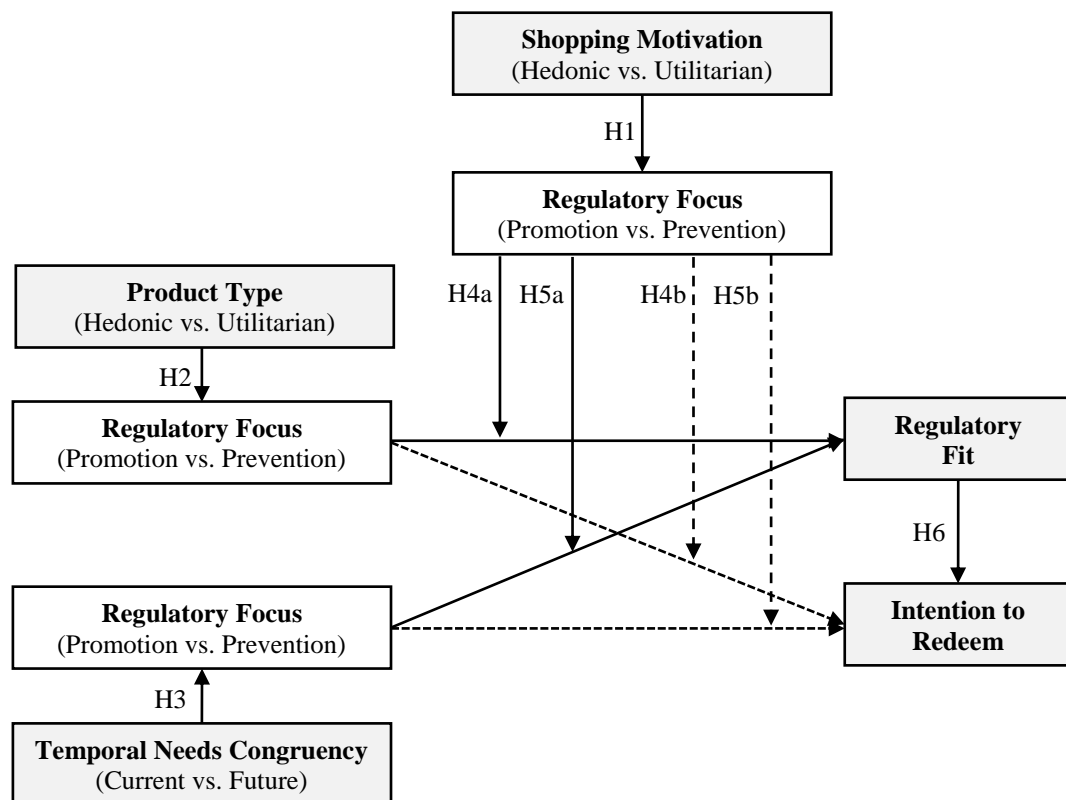 Shopping Motivation
(Hedonic vs. Utilitarian)
H1
Regulatory Focus
(Promotion vs. Prevention)
H4a
H5a
H4b
H5b
Product Type
(Hedonic vs. Utilitarian)
H2
Regulatory Focus
(Promotion vs. Prevention)
Regulatory
Fit
H6
Regulatory Focus
(Promotion vs. Prevention)
Intention to
Redeem
H3
Temporal Needs Congruency
(Current vs. Future)